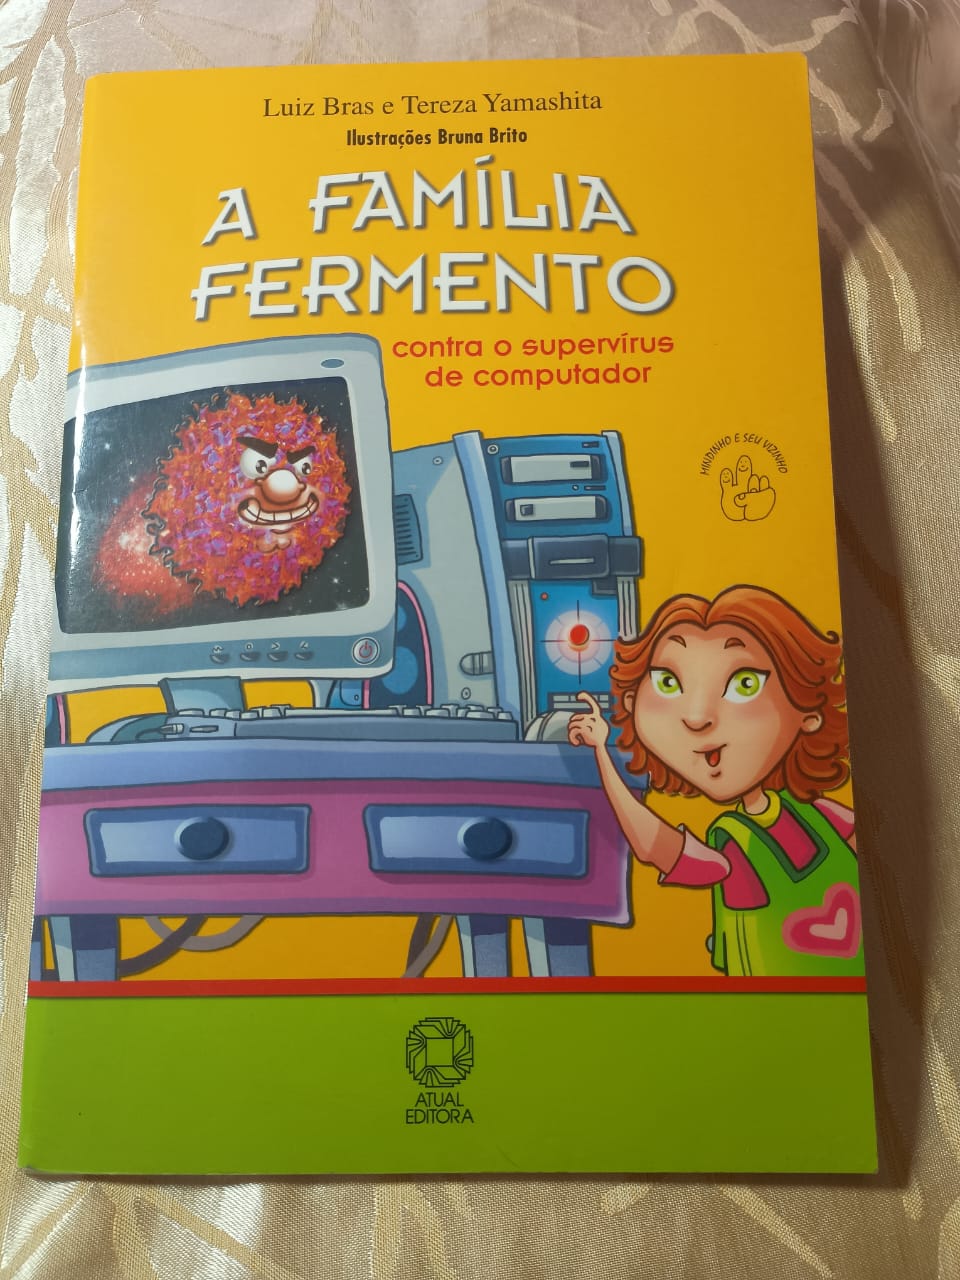 Luiz Bras e Tereza Yamashita
Ilustrações Bruna Brito
A FAMÍLIA
FERMENTO
contra o supervírus
de computador
MINDINHO E SEU VIZINHO
ATUAL
EDITORA